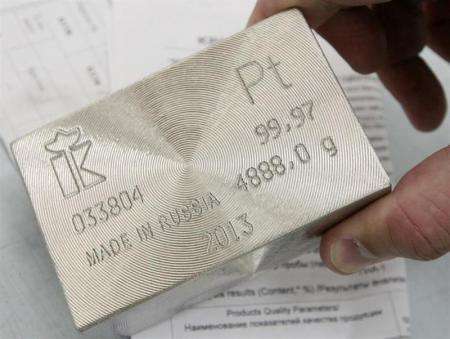 Pt
99,97
4888,0 g
033804
MADE IN RUSSIA
2013
results (Content," %) /Результаты
Products Quality Parameters/
Наименование показателей качества продукции